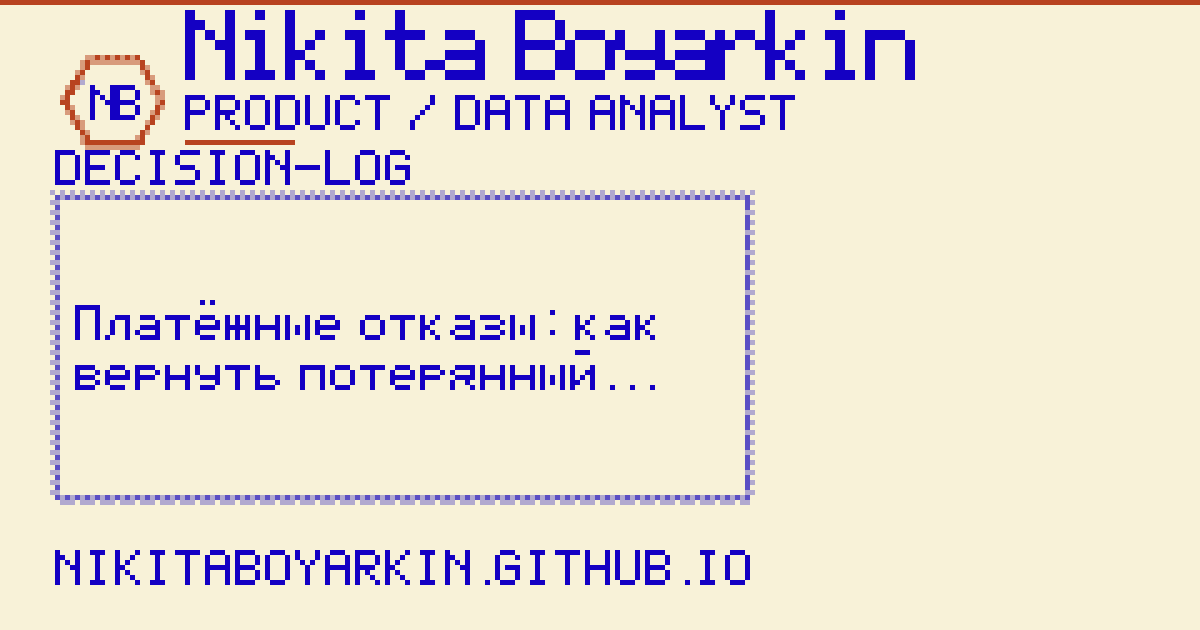 Nikita Boyarkin
NB
PRODUCT / DATA ANALYST
DECISION-LOG
Платёжные отказы: как
вернуть потерянный...
NIKITABOYARKIN.GITHUB.IO